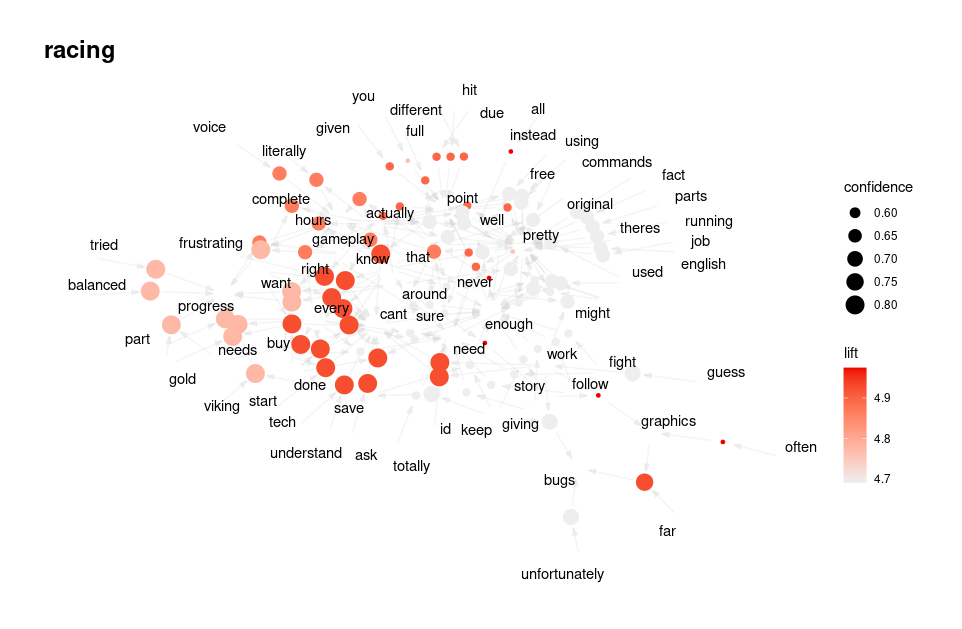 racing
hit
you
different
due
all
voice
given
full
instead
using
literally
commands
free
fact
complete
point
original
parts
hours
actually
well
theres
running
tried
frustrating
gameplay
pretty
job
know
that
english
right
used
balanced
want
never
around
progress
every
cant
sure
might
enough
part
buy
needs
need
work
fight
guess
gold
done
story
follow
viking
start
save
tech
id
keep
giving
graphics
understand
ask
totally
often
bugs
far
unfortunately
confidence
0.60
0.65
0.70
0.75
0.80
lift
4.9
4.8
4.7